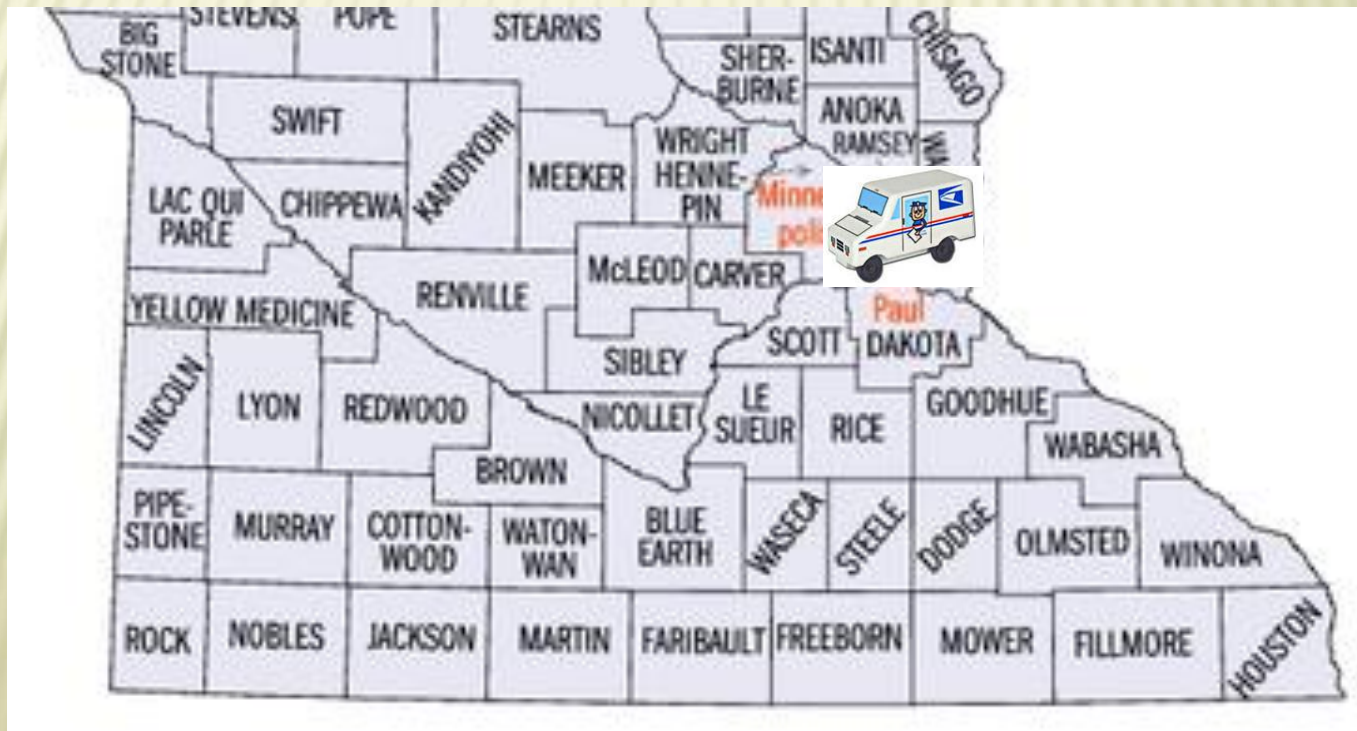 STEVENS
POPE
STEARNS
BIG
STONE
SHER-
BURNE
ISANTI
CHISAGO
SWIFT
KANDIYOHI
MEEKER
WRIGHT
HENNE-
PIN
ANOKA
RAMSEY
WA
LAC QUI
PARLE
CHIPPEWA
Minne
polis
McLEOD
CARVER
RENVILLE
YELLOW MEDICINE
Paul
SCOTT
DAKOTA
SIBLEY
LINCOLN
LYON
REDWOOD
NICOLLET
LE
SUEUR
RICE
GOODHUE
WABASHA
BROWN
PIPE-
STONE
MURRAY
COTTON-
WOOD
WATON-
WAN
BLUE
EARTH
WASECA
STEELE
DODGE
OLMSTED
WINONA
ROCK
NOBLES
JACKSON
MARTIN
FARIBAULT
FREEBORN
MOWER
FILLMORE
HOUSTON